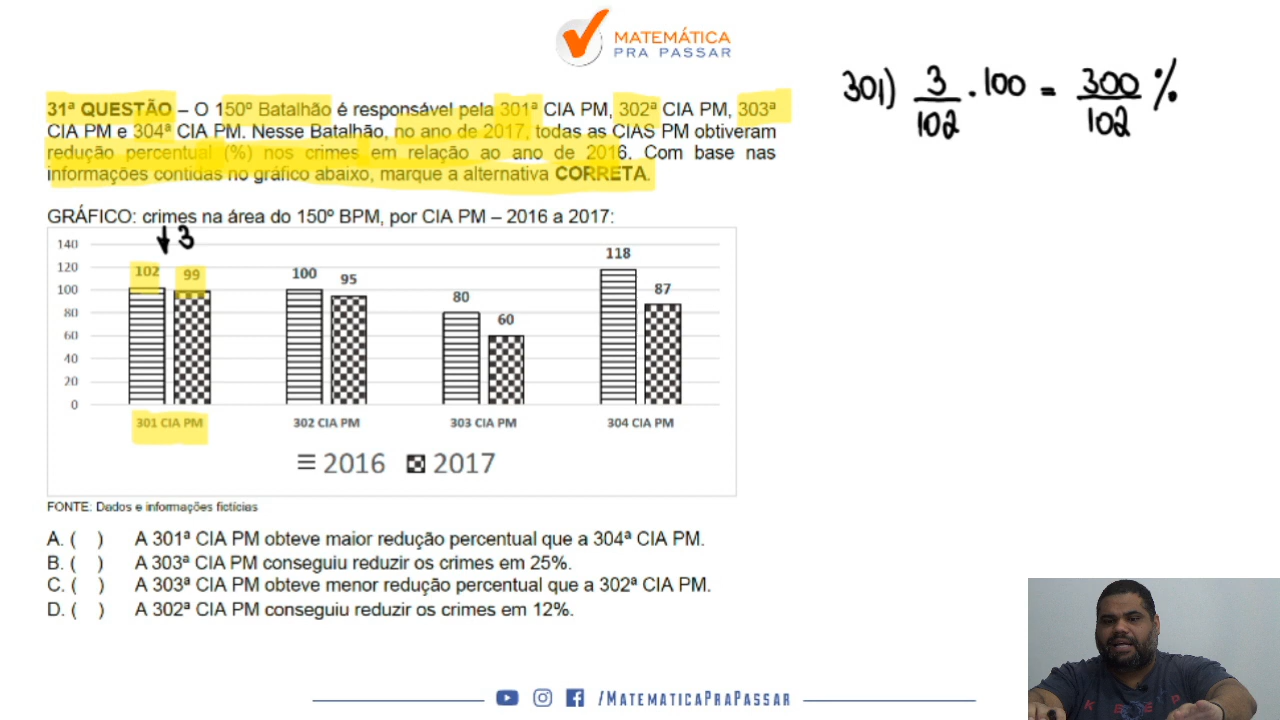 MATEMÁTICA
PRA PASSAR
301) 3/102 . 100 = 300/102 %
31ª QUESTÃO – O 150º Batalhão é responsável pela 301ª CIA PM, 302ª CIA PM, 303ª
CIA PM e 304ª CIA PM. Nesse Batalhão, no ano de 2017, todas as CIAS PM obtiveram
redução percentual (%) nos crimes em relação ao ano de 2016. Com base nas
informações contidas no gráfico abaixo, marque a alternativa CORRETA.
GRÁFICO: crimes na área do 150º BPM, por CIA PM – 2016 a 2017:
↓ 3
140
120
100
80
60
40
20
0
102 99
100 95
80 60
118 87
301 CIA PM 302 CIA PM 303 CIA PM 304 CIA PM
2016 2017
FONTE: Dados e informações fictícias
A. ( ) A 301ª CIA PM obteve maior redução percentual que a 304ª CIA PM.
B. ( ) A 303ª CIA PM conseguiu reduzir os crimes em 25%.
C. ( ) A 303ª CIA PM obteve menor redução percentual que a 302ª CIA PM.
D. ( ) A 302ª CIA PM conseguiu reduzir os crimes em 12%.
/MATEMATICAPRAPASSAR
K E E P